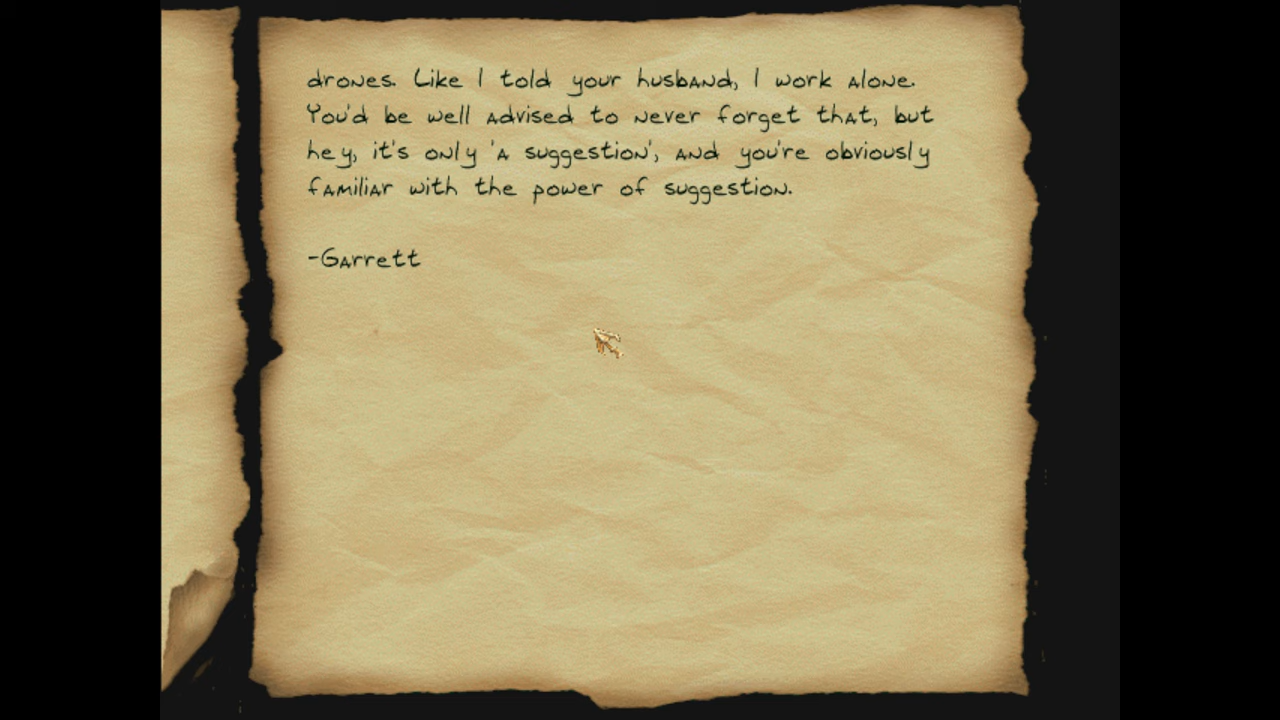 drones. Like I told your husband, I work alone.
You'd be well advised to never forget that, but
hey, it's only 'a suggestion', and you're obviously
familiar with the power of suggestion.
-Garrett